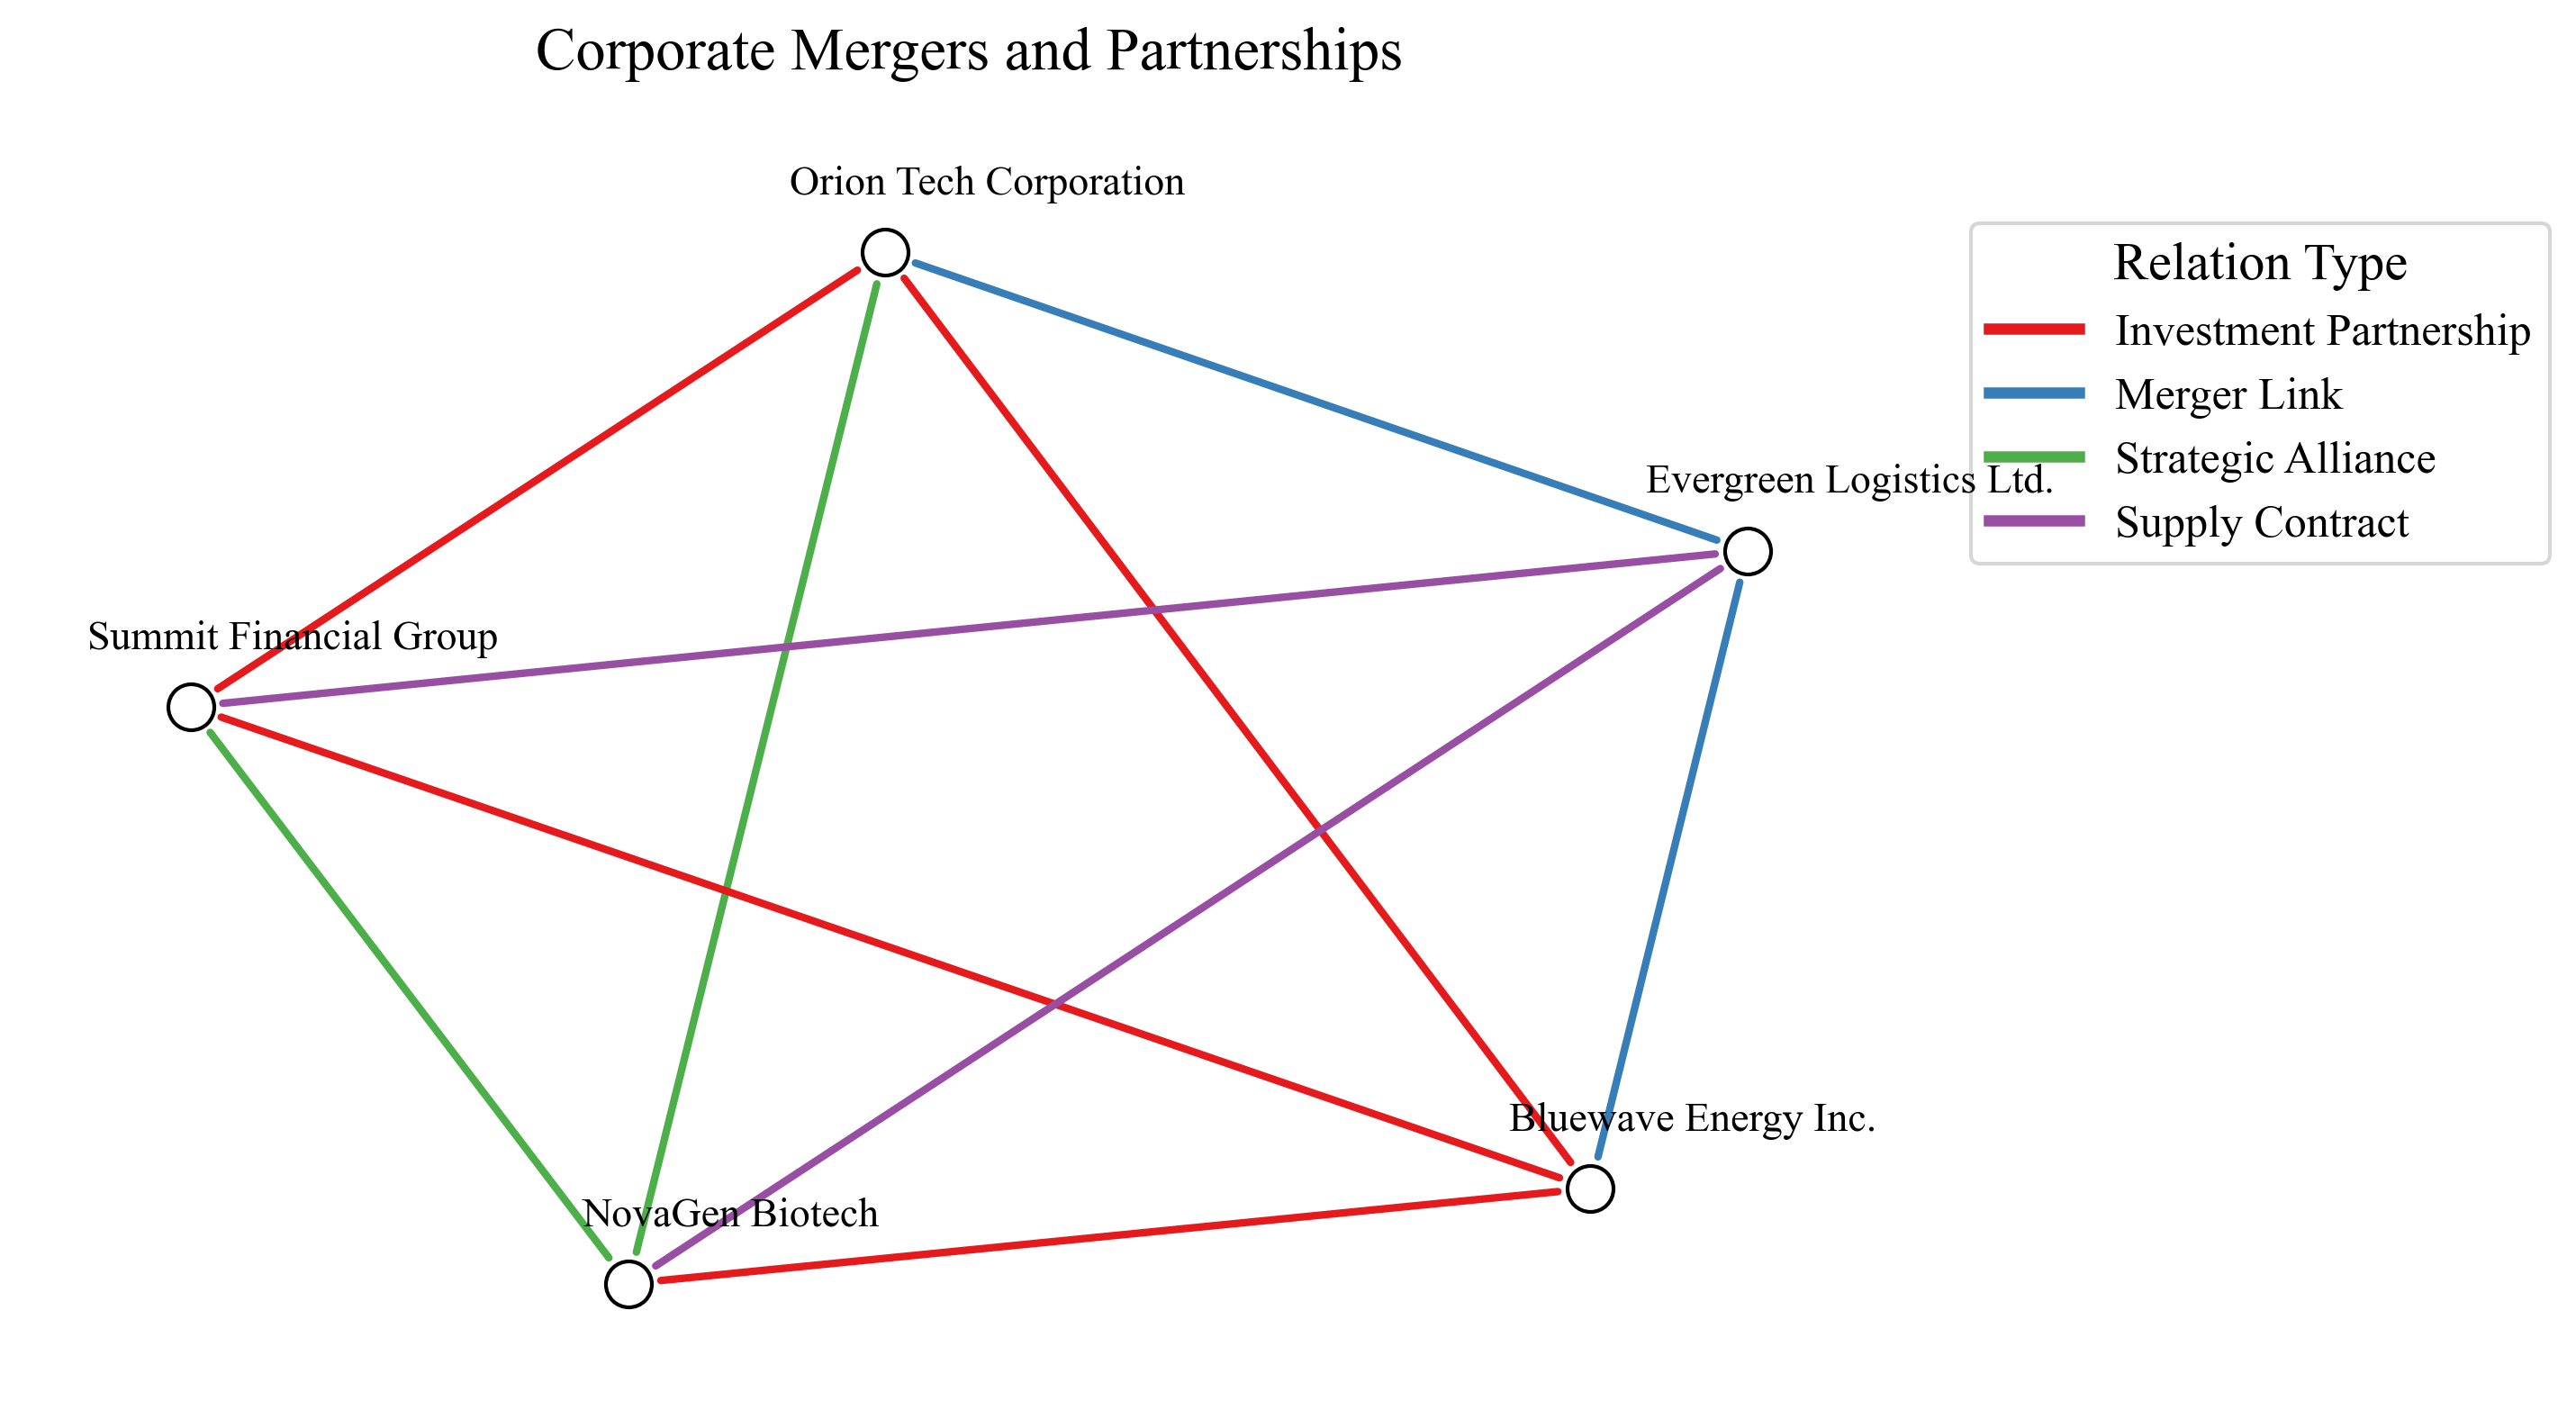 Corporate Mergers and Partnerships
Orion Tech Corporation
Relation Type
Investment Partnership
Merger Link
Strategic Alliance
Supply Contract
Evergreen Logistics Ltd.
Summit Financial Group
Bluewave Energy Inc.
NovaGen Biotech